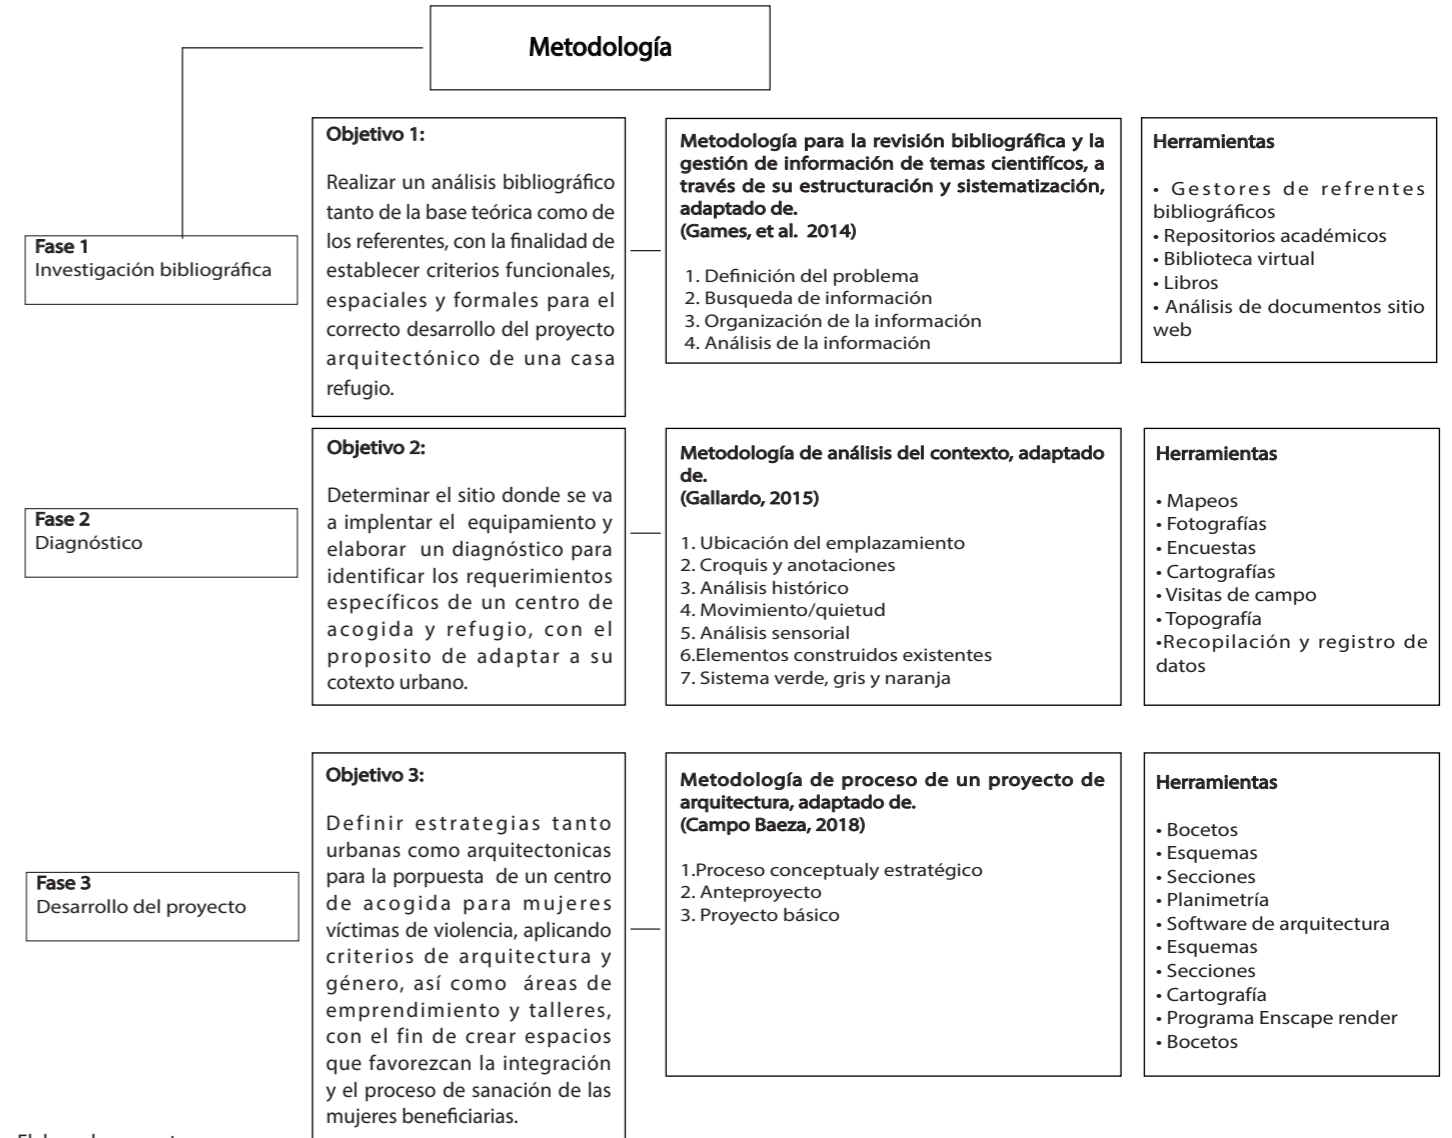 Metodología
Fase 1
Investigación bibliográfica
Objetivo 1:
Realizar un análisis bibliográfico
tanto de la base teórica como de
los referentes, con la finalidad de
establecer criterios funcionales,
espaciales y formales para el
correcto desarrollo del proyecto
arquitectónico de una casa
refugio.
Metodología para la revisión bibliográfica y la
gestión de información de temas cientifícos, a
través de su estructuración y sistematización,
adaptado de.
(Games, et al. 2014)
1. Definición del problema
2. Busqueda de información
3. Organización de la información
4. Análisis de la información
Herramientas
• Gestores de refrentes
bibliográficos
• Repositorios académicos
• Biblioteca virtual
• Libros
• Análisis de documentos sitio
web
Fase 2
Diagnóstico
Objetivo 2:
Determinar el sitio donde se va
a implentar el equipamiento y
elaborar un diagnóstico para
identificar los requerimientos
específicos de un centro de
acogida y refugio, con el
proposito de adaptar a su
cotexto urbano.
Metodología de análisis del contexto, adaptado
de.
(Gallardo, 2015)
1. Ubicación del emplazamiento
2. Croquis y anotaciones
3. Análisis histórico
4. Movimiento/quietud
5. Análisis sensorial
6.Elementos construidos existentes
7. Sistema verde, gris y naranja
Herramientas
• Mapeos
• Fotografías
• Encuestas
• Cartografías
• Visitas de campo
• Topografía
•Recopilación y registro de
datos
Fase 3
Desarrollo del proyecto
Objetivo 3:
Definir estrategias tanto
urbanas como arquitectonicas
para la porpuesta de un centro
de acogida para mujeres
víctimas de violencia, aplicando
criterios de arquitectura y
género, así como áreas de
emprendimiento y talleres,
con el fin de crear espacios
que favorezcan la integración
y el proceso de sanación de las
mujeres beneficiarias.
Metodología de proceso de un proyecto de
arquitectura, adaptado de.
(Campo Baeza, 2018)
1.Proceso conceptualy estratégico
2. Anteproyecto
3. Proyecto básico
Herramientas
• Bocetos
• Esquemas
• Secciones
• Planimetría
• Software de arquitectura
• Esquemas
• Secciones
• Cartografía
• Programa Enscape render
• Bocetos